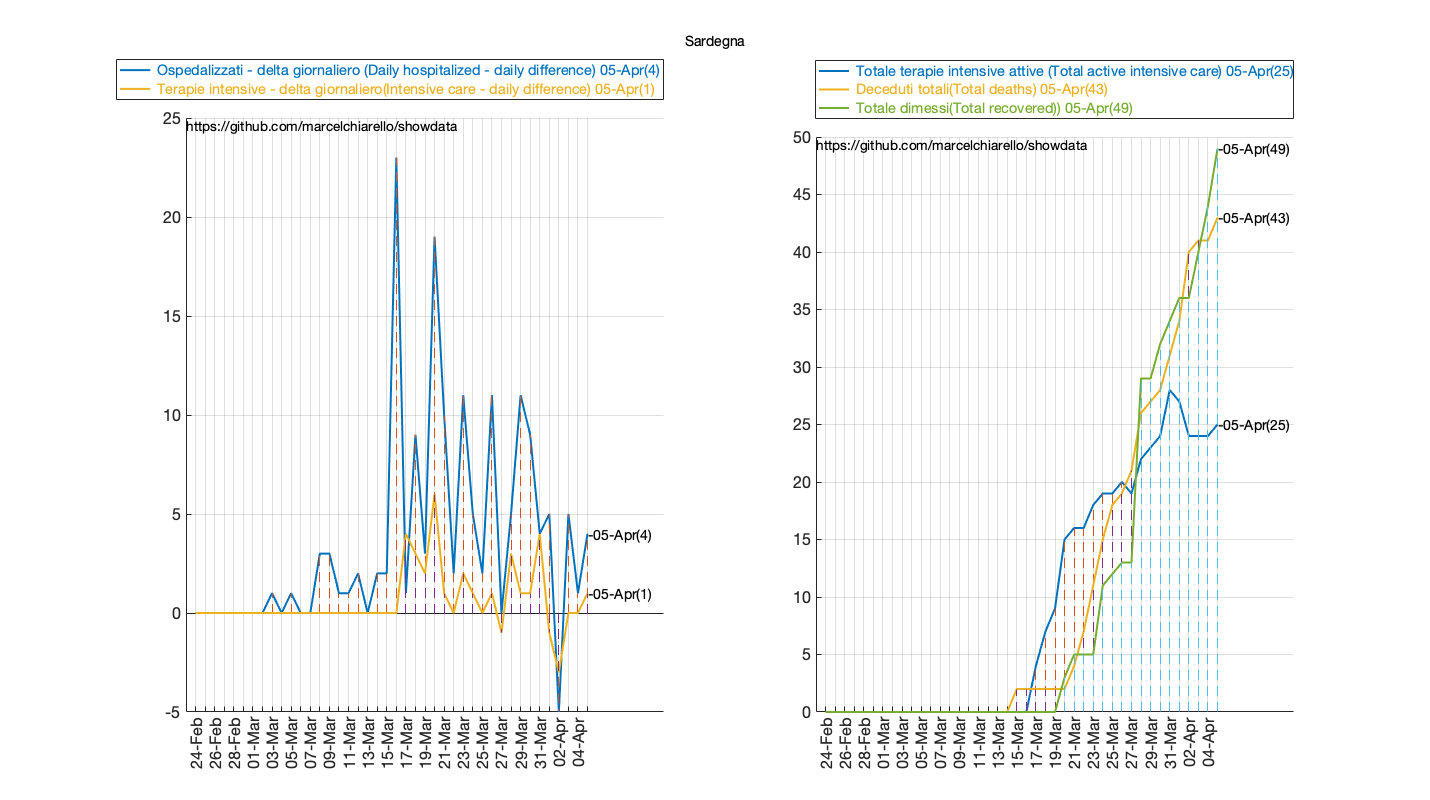 Sardegna
Ospedalizzati - delta giornaliero (Daily hospitalized - daily difference) 05-Apr(4)
Terapie intensive - delta giornaliero(Intensive care - daily difference) 05-Apr(1)
https://github.com/marcelchiarello/showdata
25
20
15
10
5
0
-5
-05-Apr(4)
-05-Apr(1)
24-Feb
26-Feb
28-Feb
01-Mar
03-Mar
05-Mar
07-Mar
09-Mar
11-Mar
13-Mar
15-Mar
17-Mar
19-Mar
21-Mar
23-Mar
25-Mar
27-Mar
29-Mar
31-Mar
02-Apr
04-Apr
Totale terapie intensive attive (Total active intensive care) 05-Apr(25)
Deceduti totali(Total deaths) 05-Apr(43)
Totale dimessi(Total recovered)) 05-Apr(49)
https://github.com/marcelchiarello/showdata
50
45
40
35
30
25
20
15
10
5
0
-05-Apr(49)
-05-Apr(43)
-05-Apr(25)
24-Feb
26-Feb
28-Feb
01-Mar
03-Mar
05-Mar
07-Mar
09-Mar
11-Mar
13-Mar
15-Mar
17-Mar
19-Mar
21-Mar
23-Mar
25-Mar
27-Mar
29-Mar
31-Mar
02-Apr
04-Apr